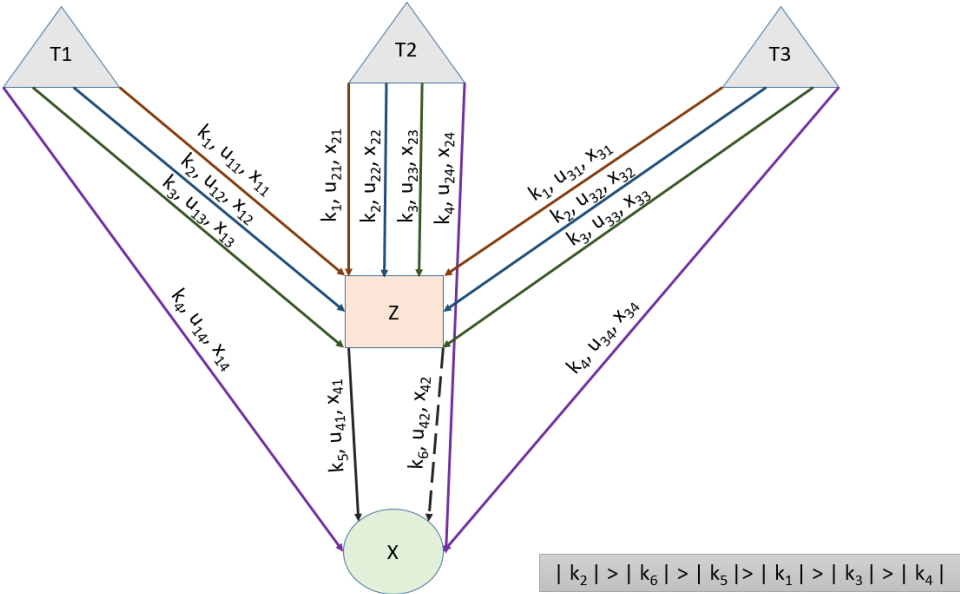 T1
T2
T3
k₁, u₁₁, x₁₁
k₂, u₁₂, x₁₂
k₃, u₁₃, x₁₃
k₄, u₁₄, x₁₄
k₁, u₂₁, x₂₁
k₂, u₂₂, x₂₂
k₃, u₂₃, x₂₃
k₄, u₂₄, x₂₄
k₁, u₃₁, x₃₁
k₂, u₃₂, x₃₂
k₃, u₃₃, x₃₃
k₄, u₃₄, x₃₄
Z
k₅, u₄₁, x₄₁
k₆, u₄₂, x₄₂
X
| k₂ | > | k₆ | > | k₅ |> | k₁ | > | k₃ | > | k₄ |